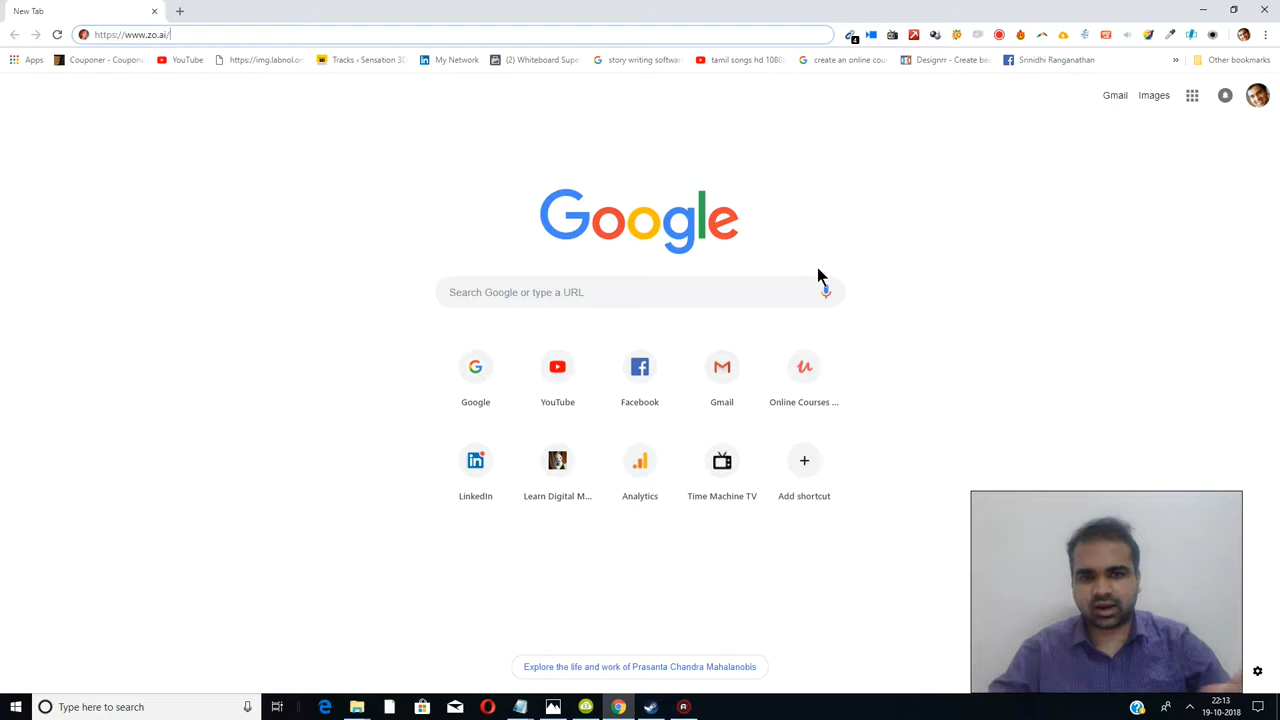 New Tab
https://www.zo.ai/
4
Apps
Couponer - Coupons
YouTube
https://img.labnol.o
Tracks ‹ Sensation 3D
My Network
(2) Whiteboard Supe
story writing softwar
tamil songs hd 1080p
create an online cou
Designrr - Create be
Srinidhi Ranganathan
»
Other bookmarks
Gmail
Images
Google
Search Google or type a URL
Google
YouTube
Facebook
Gmail
Online Courses ...
LinkedIn
Learn Digital M...
Analytics
Time Machine TV
Add shortcut
Explore the life and work of Prasanta Chandra Mahalanobis
Type here to search
22:13
19-10-2018